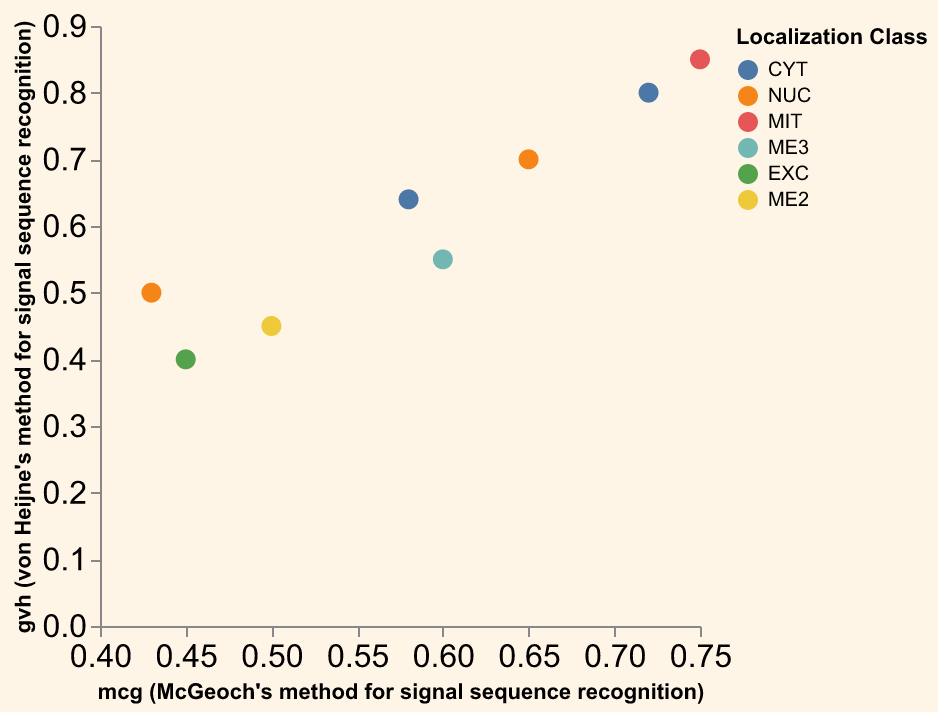 gvh (von Heijne's method for signal sequence recognition)
0.9
0.8
0.7
0.6
0.5
0.4
0.3
0.2
0.1
0.0
0.40 0.45 0.50 0.55 0.60 0.65 0.70 0.75
mcg (McGeoch's method for signal sequence recognition)
Localization Class
CYT
NUC
MIT
ME3
EXC
ME2